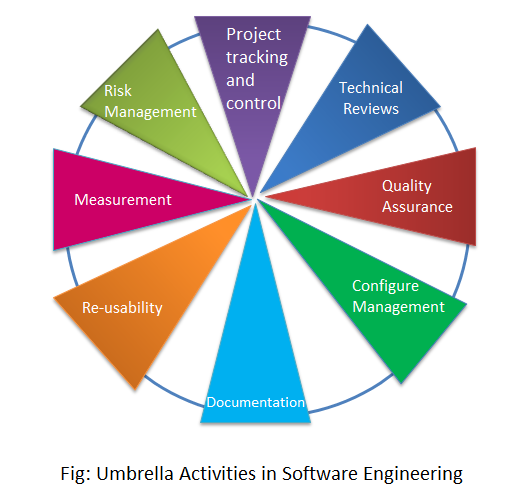 Project
tracking
and
control
Technical
Reviews
Quality
Assurance
Configure
Management
Documentation
Re-usability
Measurement
Risk
Management
Fig: Umbrella Activities in Software Engineering